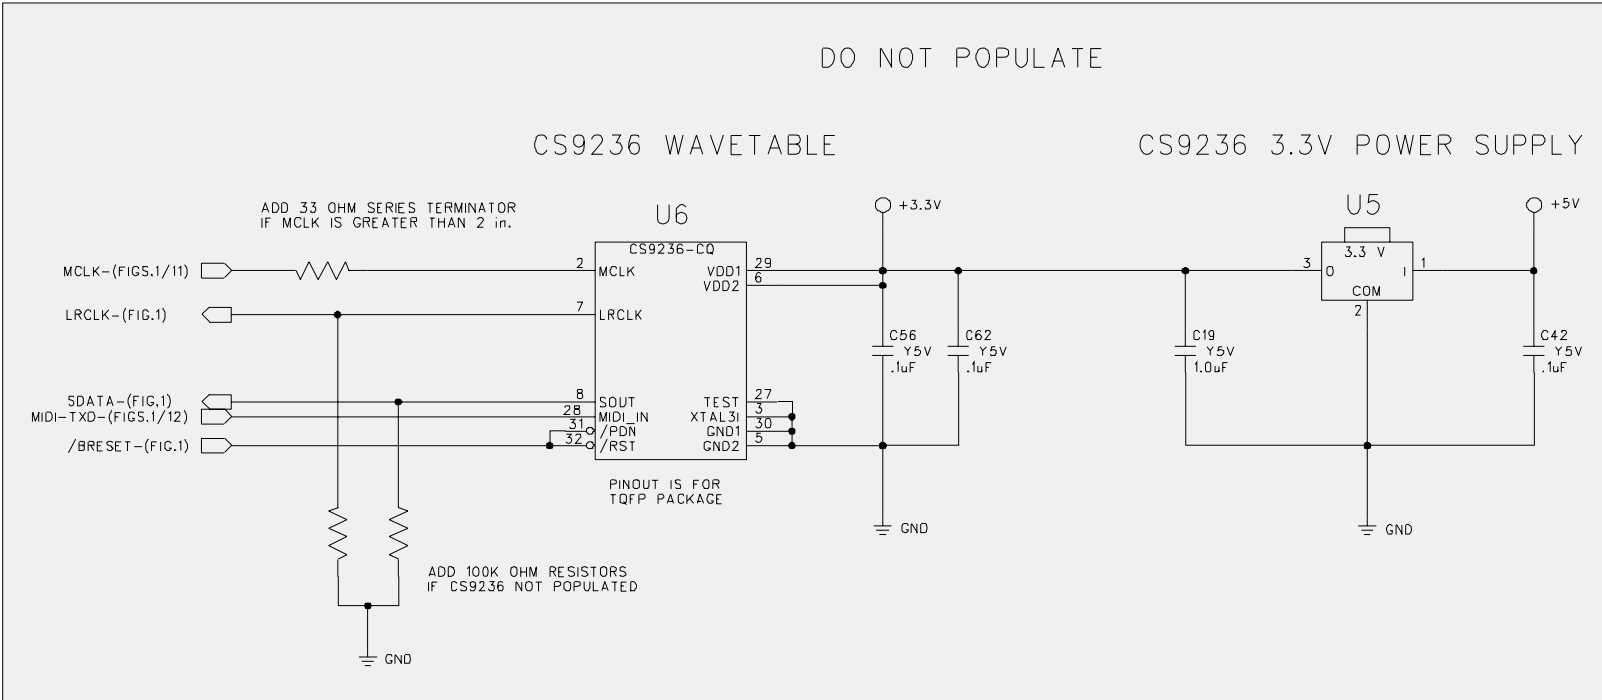 DO NOT POPULATE
CS9236 WAVETABLE
CS9236 3.3V POWER SUPPLY
ADD 33 OHM SERIES TERMINATOR
IF MCLK IS GREATER THAN 2 in.
U6
CS9236-CQ
+3.3V
U5
+5V
3.3 V
MCLK-(FIGS.1/11)
2
MCLK
VDD1
29
VDD2
6
3
O
I
1
COM
2
LRCLK-(FIG.1)
7
LRCLK
C56
Y5V
.1uF
C62
Y5V
.1uF
C19
Y5V
1.0uF
C42
Y5V
.1uF
SDATA-(FIG,1)
8
SOUT
TEST
27
MIDI-TXD-(FIGS.1/12)
28
MIDI_IN
XTAL3I
3
31
/PDN
GND1
30
/BRESET-(FIG.1)
32
/RST
GND2
5
PINOUT IS FOR
TQFP PACKAGE
GND
GND
ADD 100K OHM RESISTORS
IF CS9236 NOT POPULATED
GND